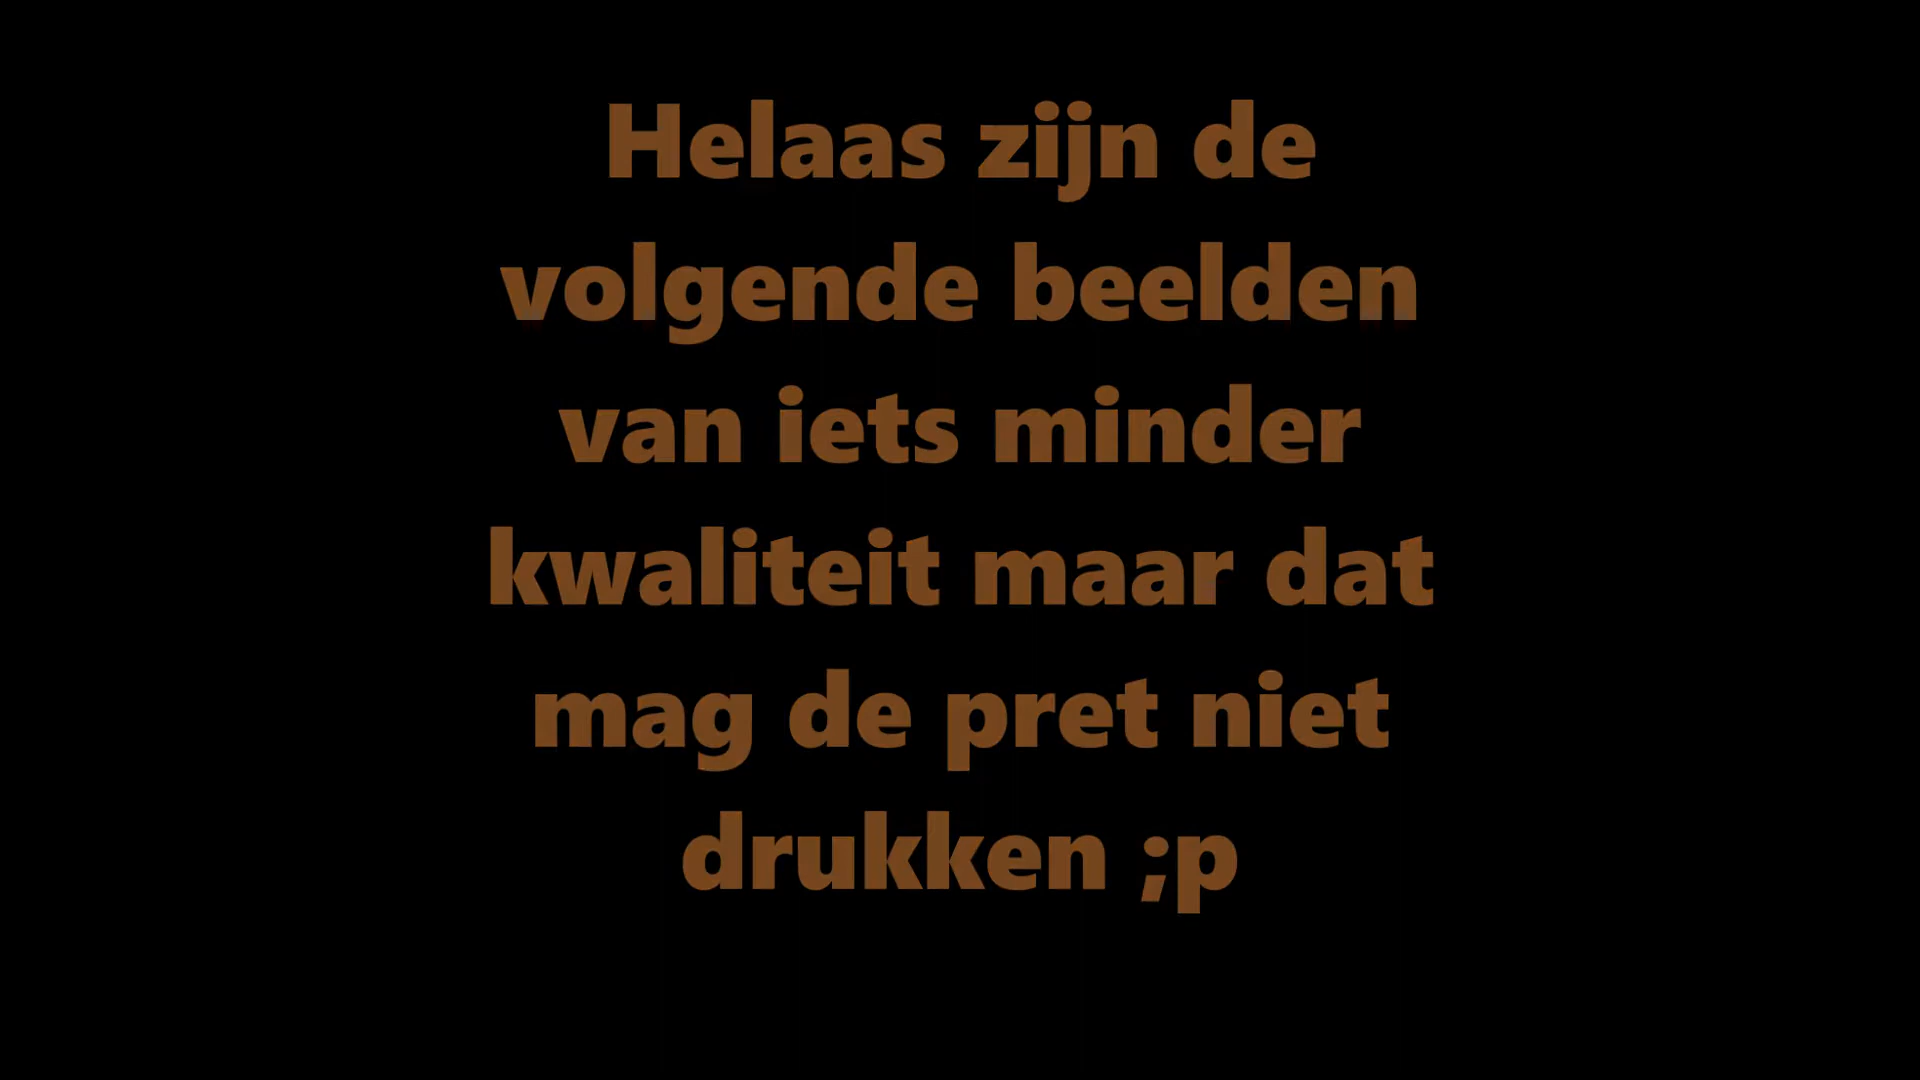 Helaas zijn de
volgende beelden
van iets minder
kwaliteit maar dat
mag de pret niet
drukken ;p